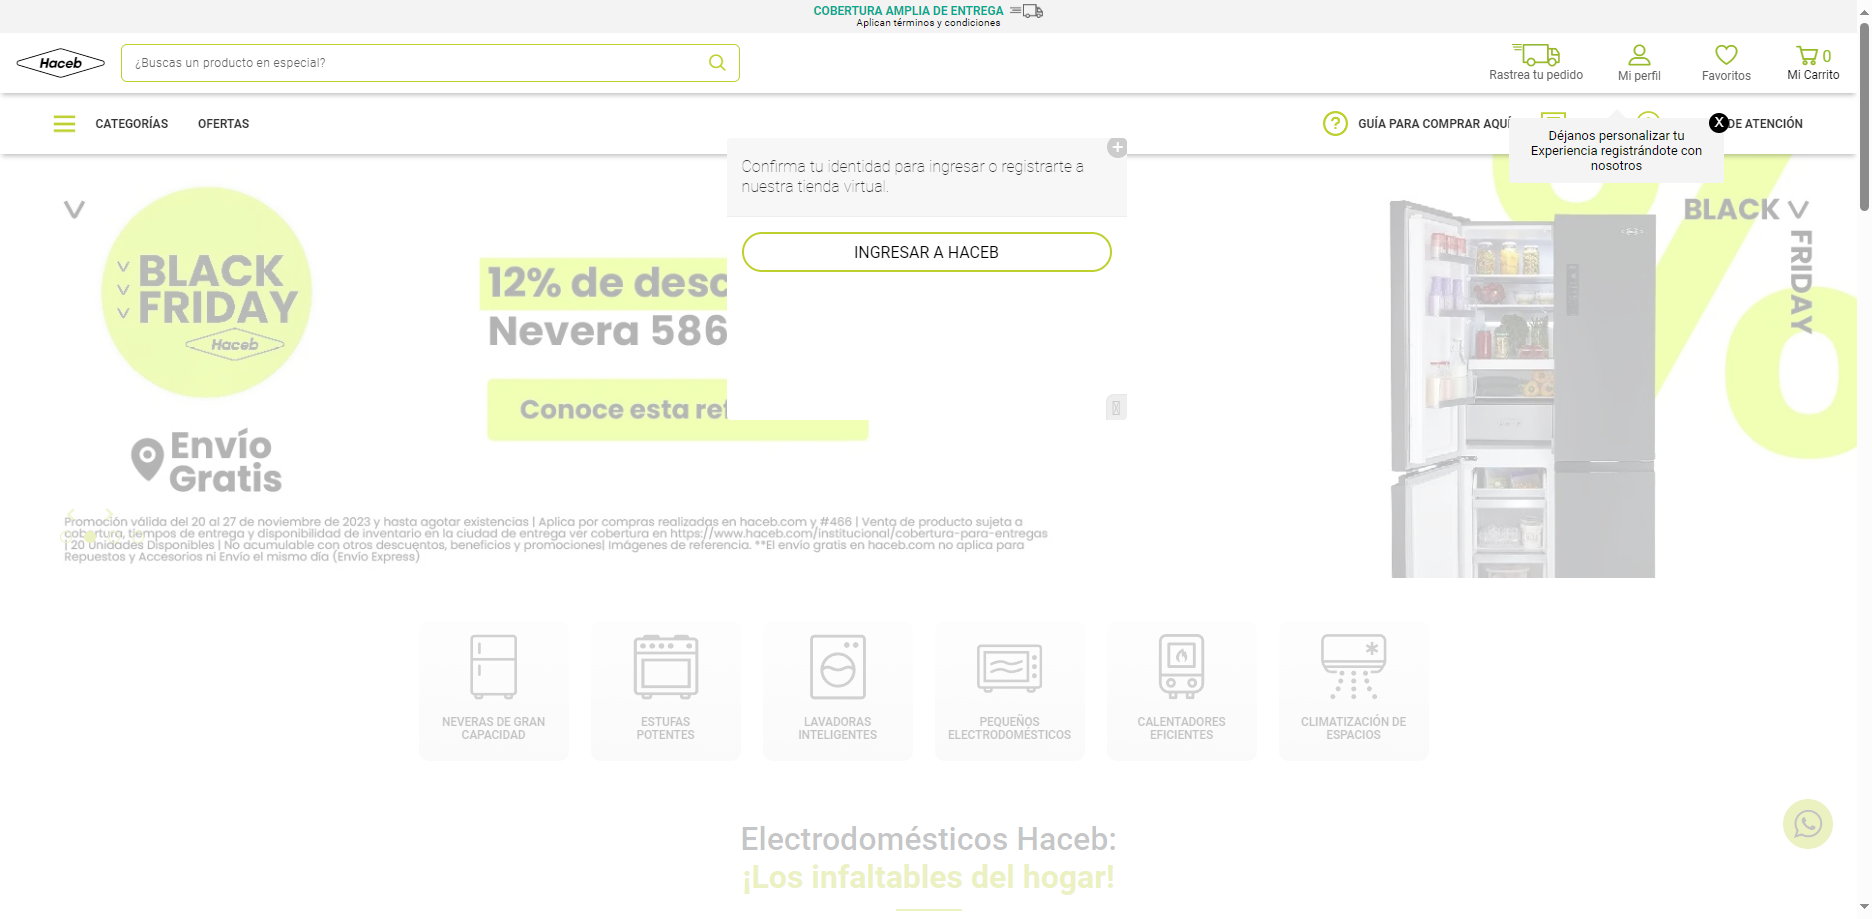 COBERTURA AMPLIA DE ENTREGA
Aplican términos y condiciones
Haceb
¿Buscas un producto en especial?
Rastrea tu pedido
Mi perfil
Favoritos
0
Mi Carrito
CATEGORÍAS
OFERTAS
GUÍA PARA COMPRAR AQUÍ
DE ATENCIÓN
X
Déjanos personalizar tu
Experiencia registrándote con
nosotros
Confirma tu identidad para ingresar o registrarte a
nuestra tienda virtual.
INGRESAR A HACEB
BLACK
FRIDAY
Haceb
Envío
Gratis
12% de desc
Nevera 586
Conoce esta ref
BLACK
FRIDAY
Promoción válida del 20 al 27 de noviembre de 2023 y hasta agotar existencias | Aplica por compras realizadas en haceb.com y #466 | Venta de producto sujeta a
cobertura, tiempos de entrega y disponibilidad de inventario en la ciudad de entrega ver cobertura en https://www.haceb.com/institucional/cobertura-para-entregas
| 20 Unidades Disponibles | No acumulable con otros descuentos, beneficios y promociones| Imágenes de referencia. **El envío gratis en haceb.com no aplica para
Repuestos y Accesorios ni Envío el mismo día (Envío Express)
NEVERAS DE GRAN
CAPACIDAD
ESTUFAS
POTENTES
LAVADORAS
INTELIGENTES
PEQUEÑOS
ELECTRODOMÉSTICOS
CALENTADORES
EFICIENTES
CLIMATIZACIÓN DE
ESPACIOS
Electrodomésticos Haceb:
¡Los infaltables del hogar!